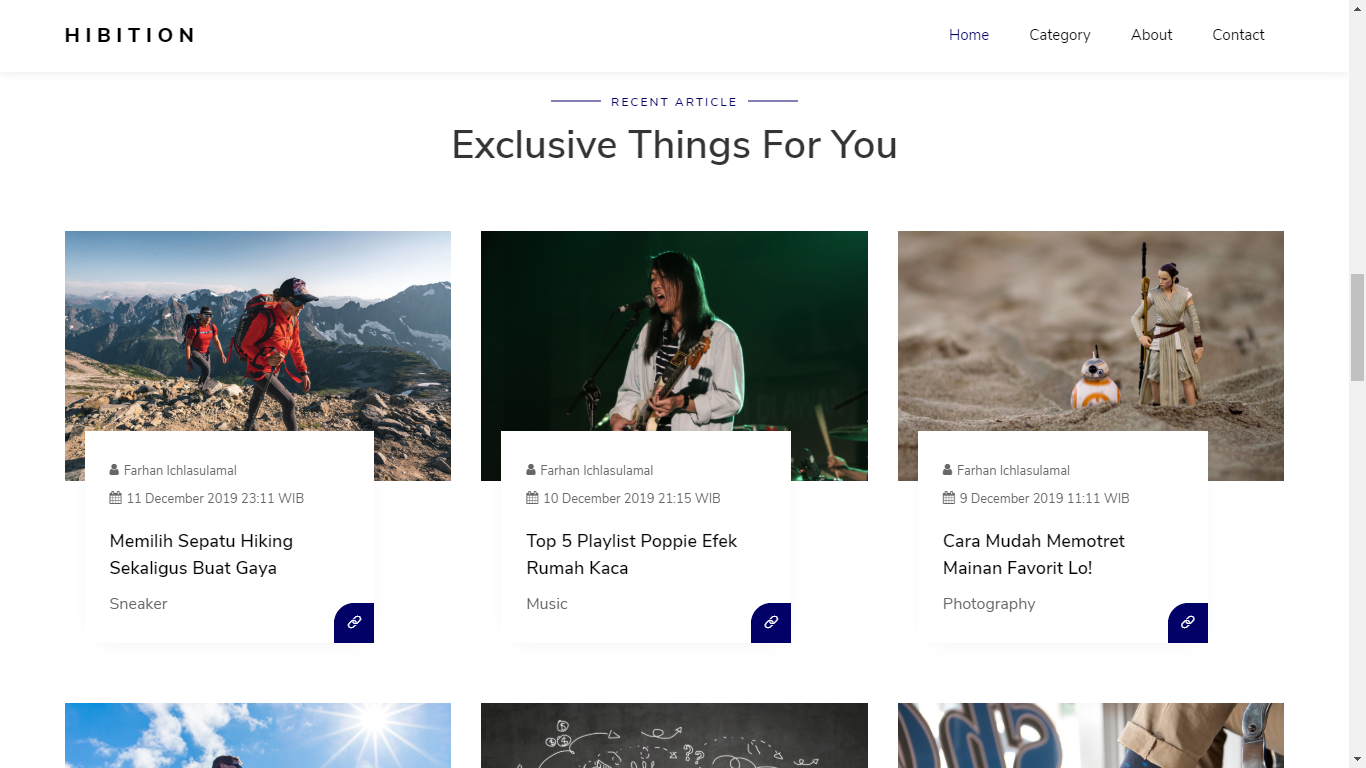 HIBITION
Home Category About Contact
RECENT ARTICLE
Exclusive Things For You
Farhan Ichlasulamal
11 December 2019 23:11 WIB
Memilih Sepatu Hiking
Sekaligus Buat Gaya
Sneaker
Farhan Ichlasulamal
10 December 2019 21:15 WIB
Top 5 Playlist Poppie Efek
Rumah Kaca
Music
Farhan Ichlasulamal
9 December 2019 11:11 WIB
Cara Mudah Memotret
Mainan Favorit Lo!
Photography